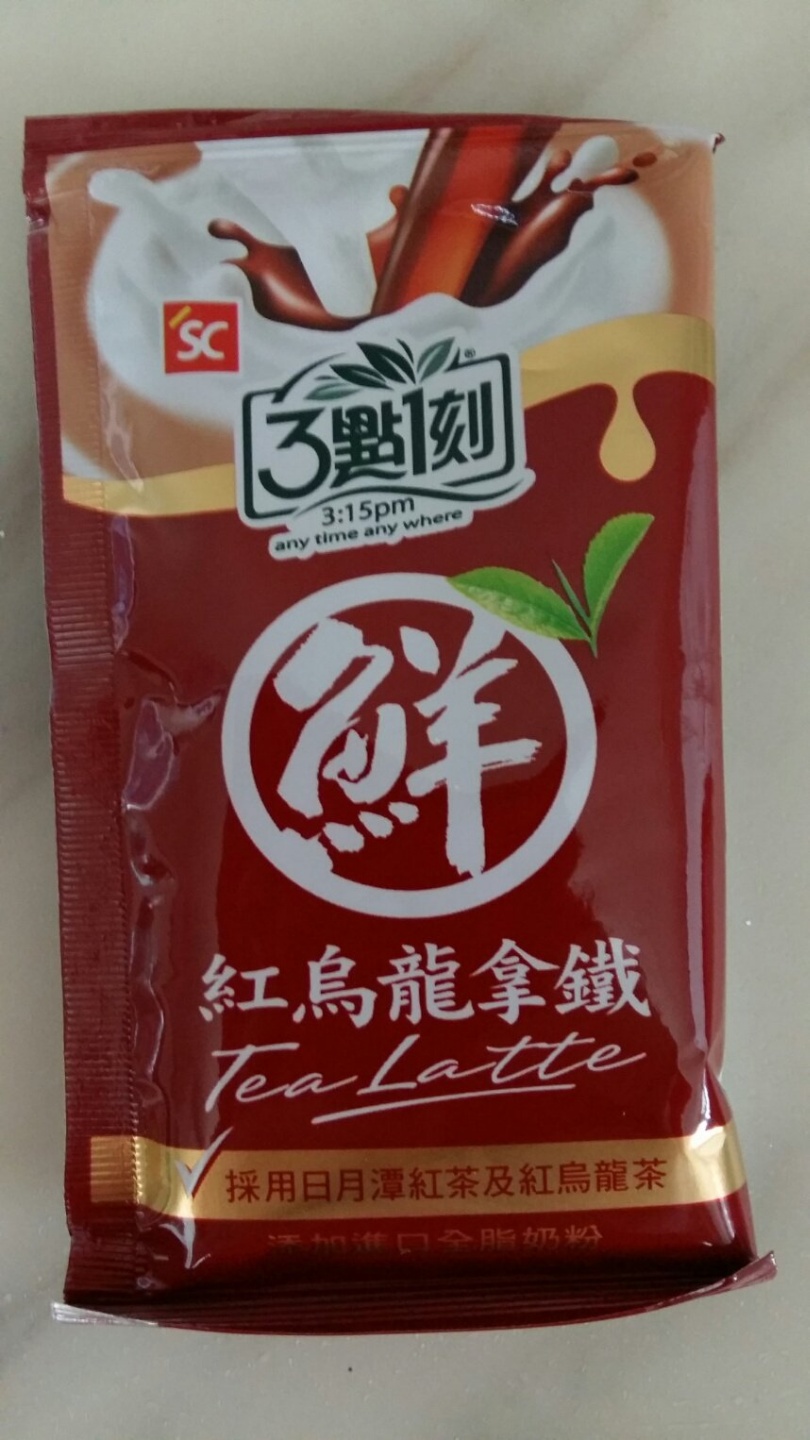 SC
3點1刻®
3:15pm
any time any where
鮮
紅烏龍拿鐵
Tea Latte
採用日月潭紅茶及紅烏龍茶
添加進口全脂奶粉